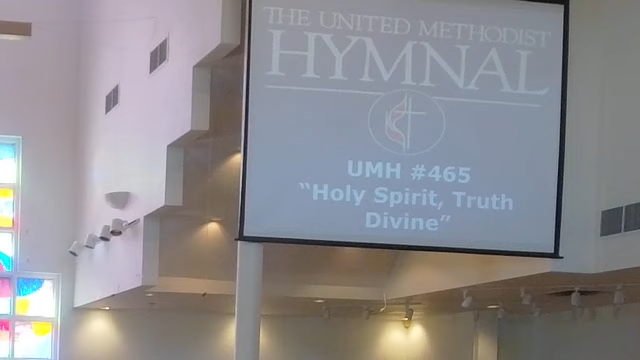 THE UNITED METHODIST
HYMNAL
UMH #465
“Holy Spirit, Truth
Divine”